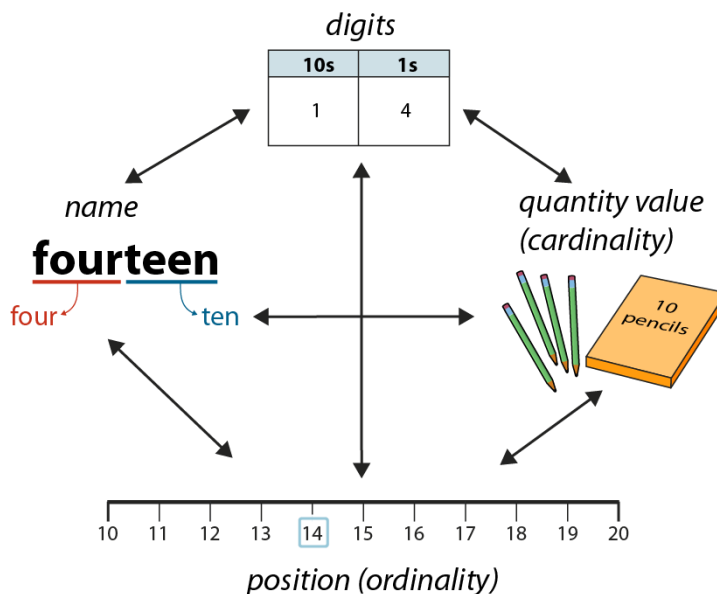 digits
10s 1s
1 4
name
fourteen
four ten
quantity value
(cardinality)
10
pencils
10 11 12 13 14 15 16 17 18 19 20
position (ordinality)